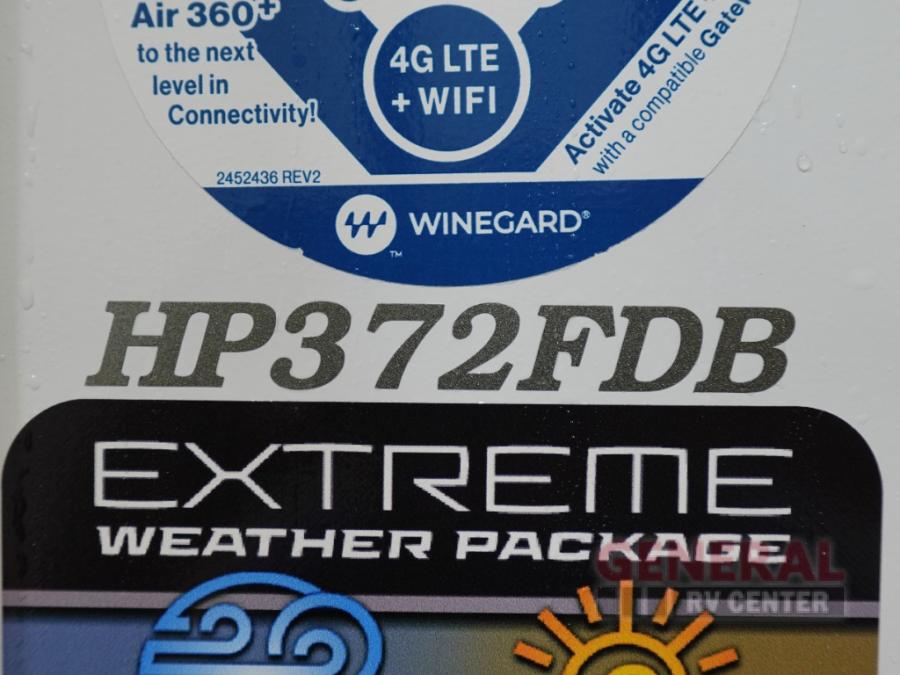 Air 360+
to the next
level in
Connectivity!
4G LTE
+ WIFI
Activate 4G LTE
with a compatible
2452436 REV2
WINEGARD®
TM
HP372FDB
EXTREME
WEATHER PACKAGE
GENERAL
RV CENTER